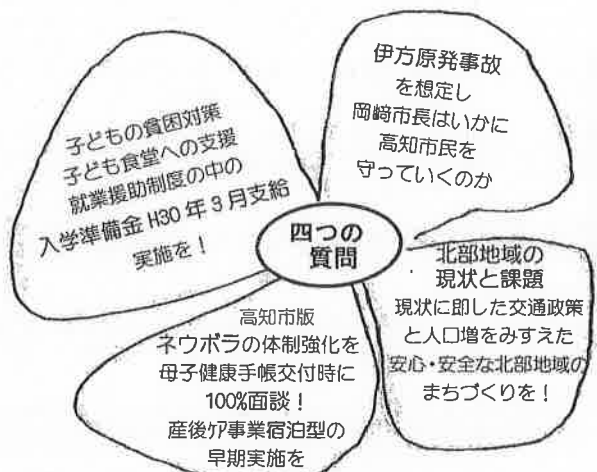 子どもの貧困対策
子ども食堂への支援
就業援助制度の中の
入学準備金 H30 年 3 月支給
実施を！
伊方原発事故
を想定し
岡﨑市長はいかに
高知市民を
守っていくのか
四つの
質問
高知市版
ネウボラの体制強化を
母子健康手帳交付時に
100%面談！
産後ケア事業宿泊型の
早期実施を
北部地域の
現状と課題
現状に即した交通政策
と人口増をみすえた
安心・安全な北部地域の
まちづくりを！